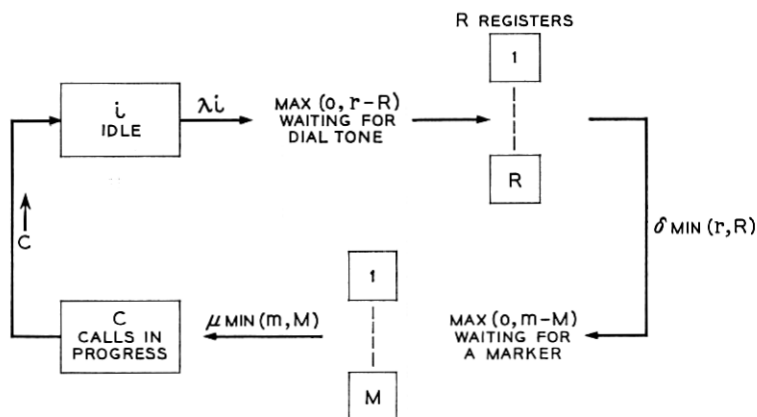 R REGISTERS
1
i
IDLE
λi
MAX (0, r-R)
WAITING FOR
DIAL TONE
R
C
δ MIN (r, R)
1
C
CALLS IN
PROGRESS
μ MIN (m, M)
MAX (0, m-M)
WAITING FOR
A MARKER
M